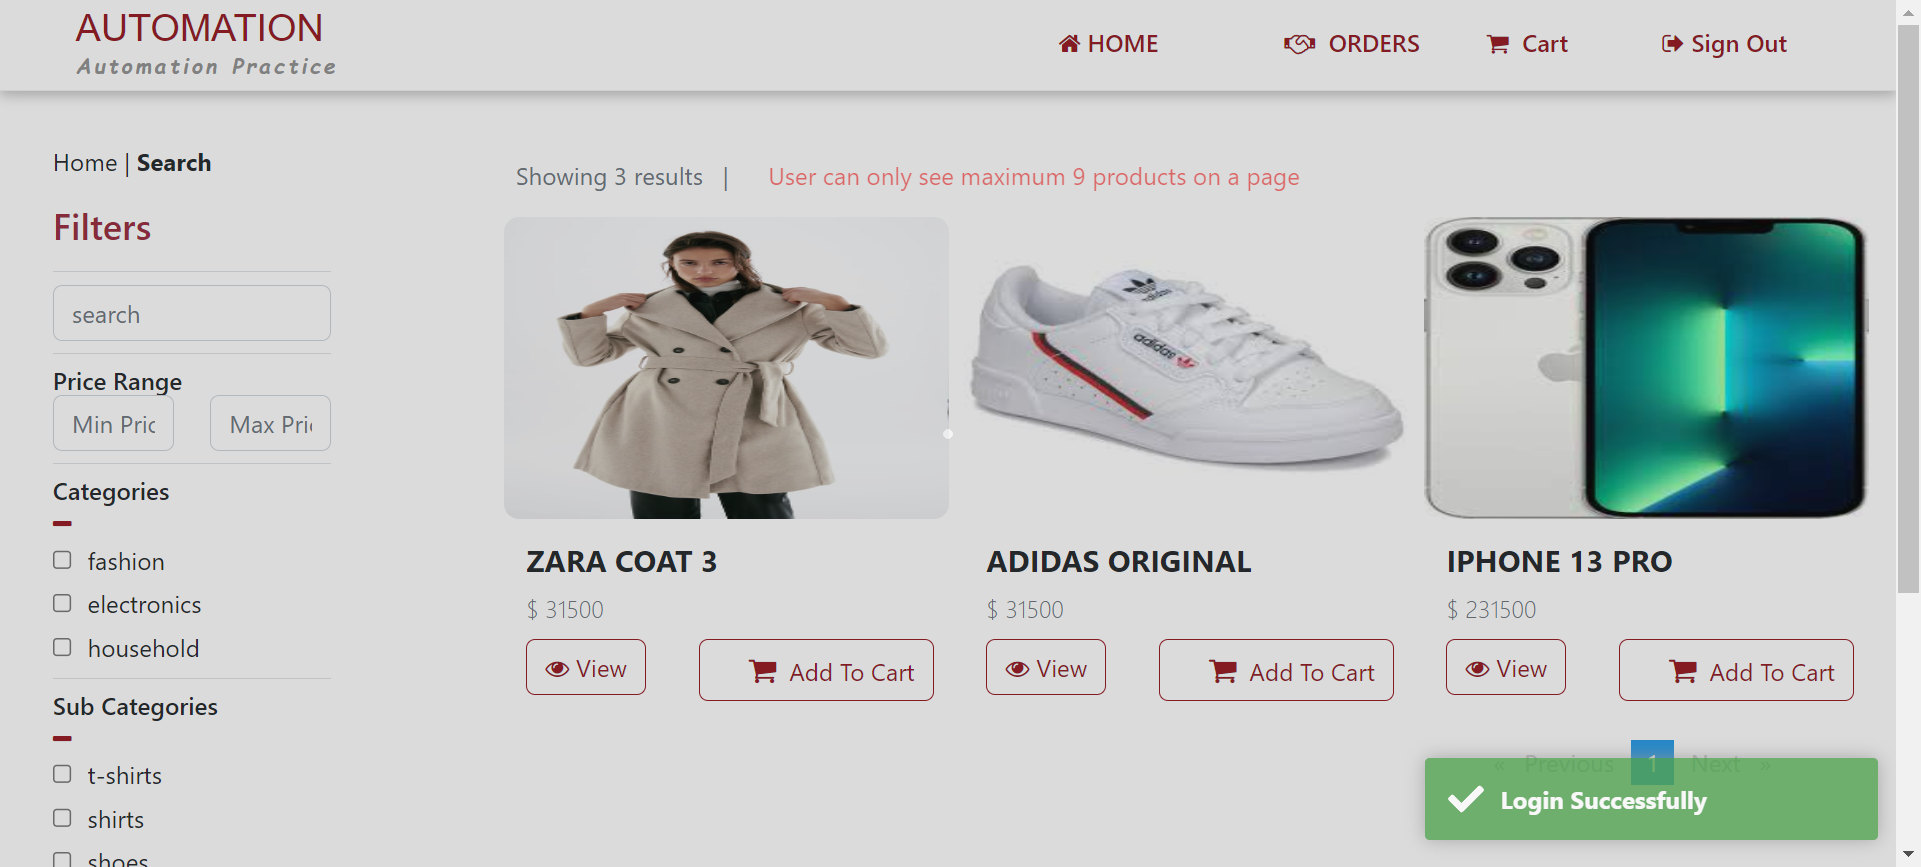 AUTOMATION
Automation Practice
HOME
ORDERS
Cart
Sign Out
Home | Search
Filters
search
Price Range
Min Pric
Max Pri
Categories
fashion
electronics
household
Sub Categories
t-shirts
shirts
shoes
Showing 3 results |
User can only see maximum 9 products on a page
adidas
ZARA COAT 3
$ 31500
View
Add To Cart
ADIDAS ORIGINAL
$ 31500
View
Add To Cart
IPHONE 13 PRO
$ 231500
View
Add To Cart
« Previous 1 Next »
Login Successfully